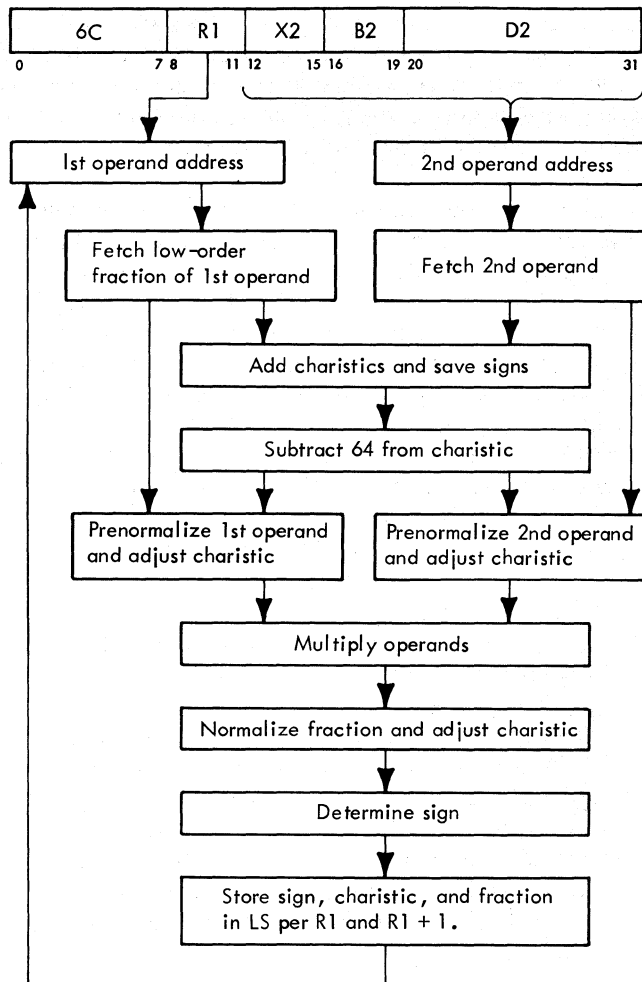 6C R1 X2 B2 D2
0 7 8 11 12 15 16 19 20 31
1st operand address
2nd operand address
Fetch low-order
fraction of 1st operand
Fetch 2nd operand
Add charistics and save signs
Subtract 64 from charistic
Prenormalize 1st operand
and adjust charistic
Prenormalize 2nd operand
and adjust charistic
Multiply operands
Normalize fraction and adjust charistic
Determine sign
Store sign, charistic, and fraction
in LS per R1 and R1 + 1.